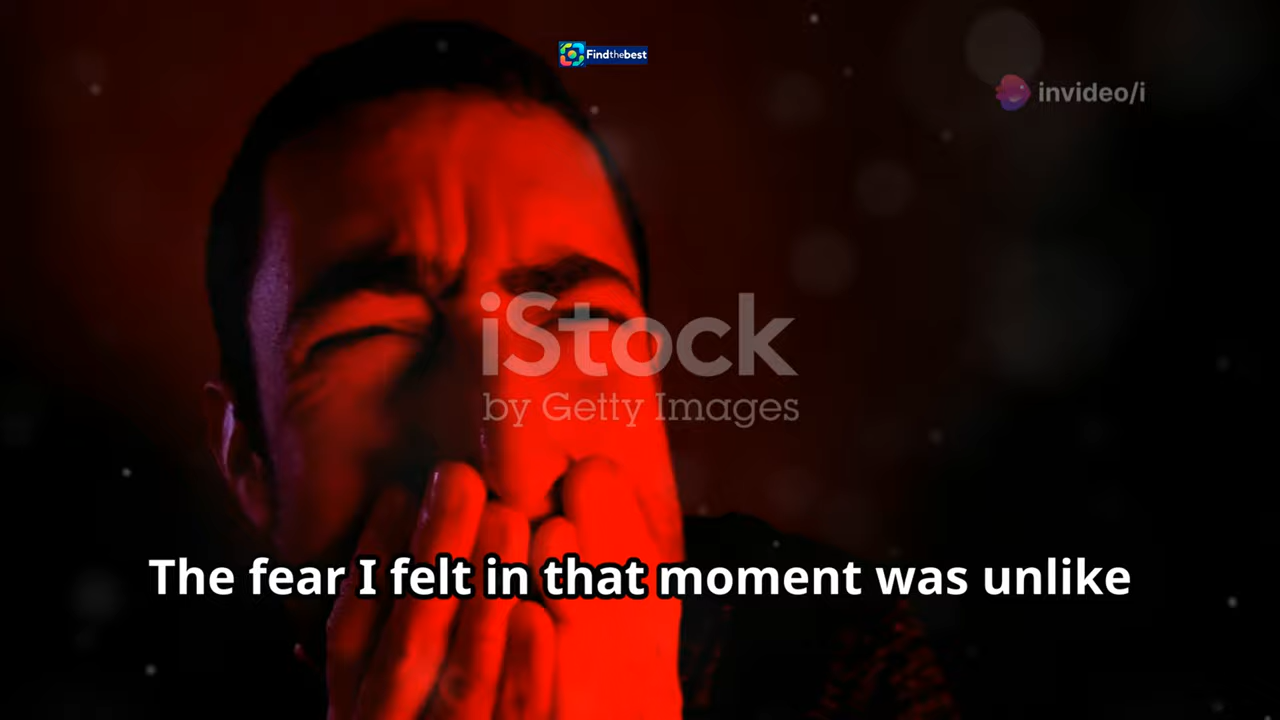 Findthebest
invideo/i
iStock
by Getty Images
The fear I felt in that moment was unlike